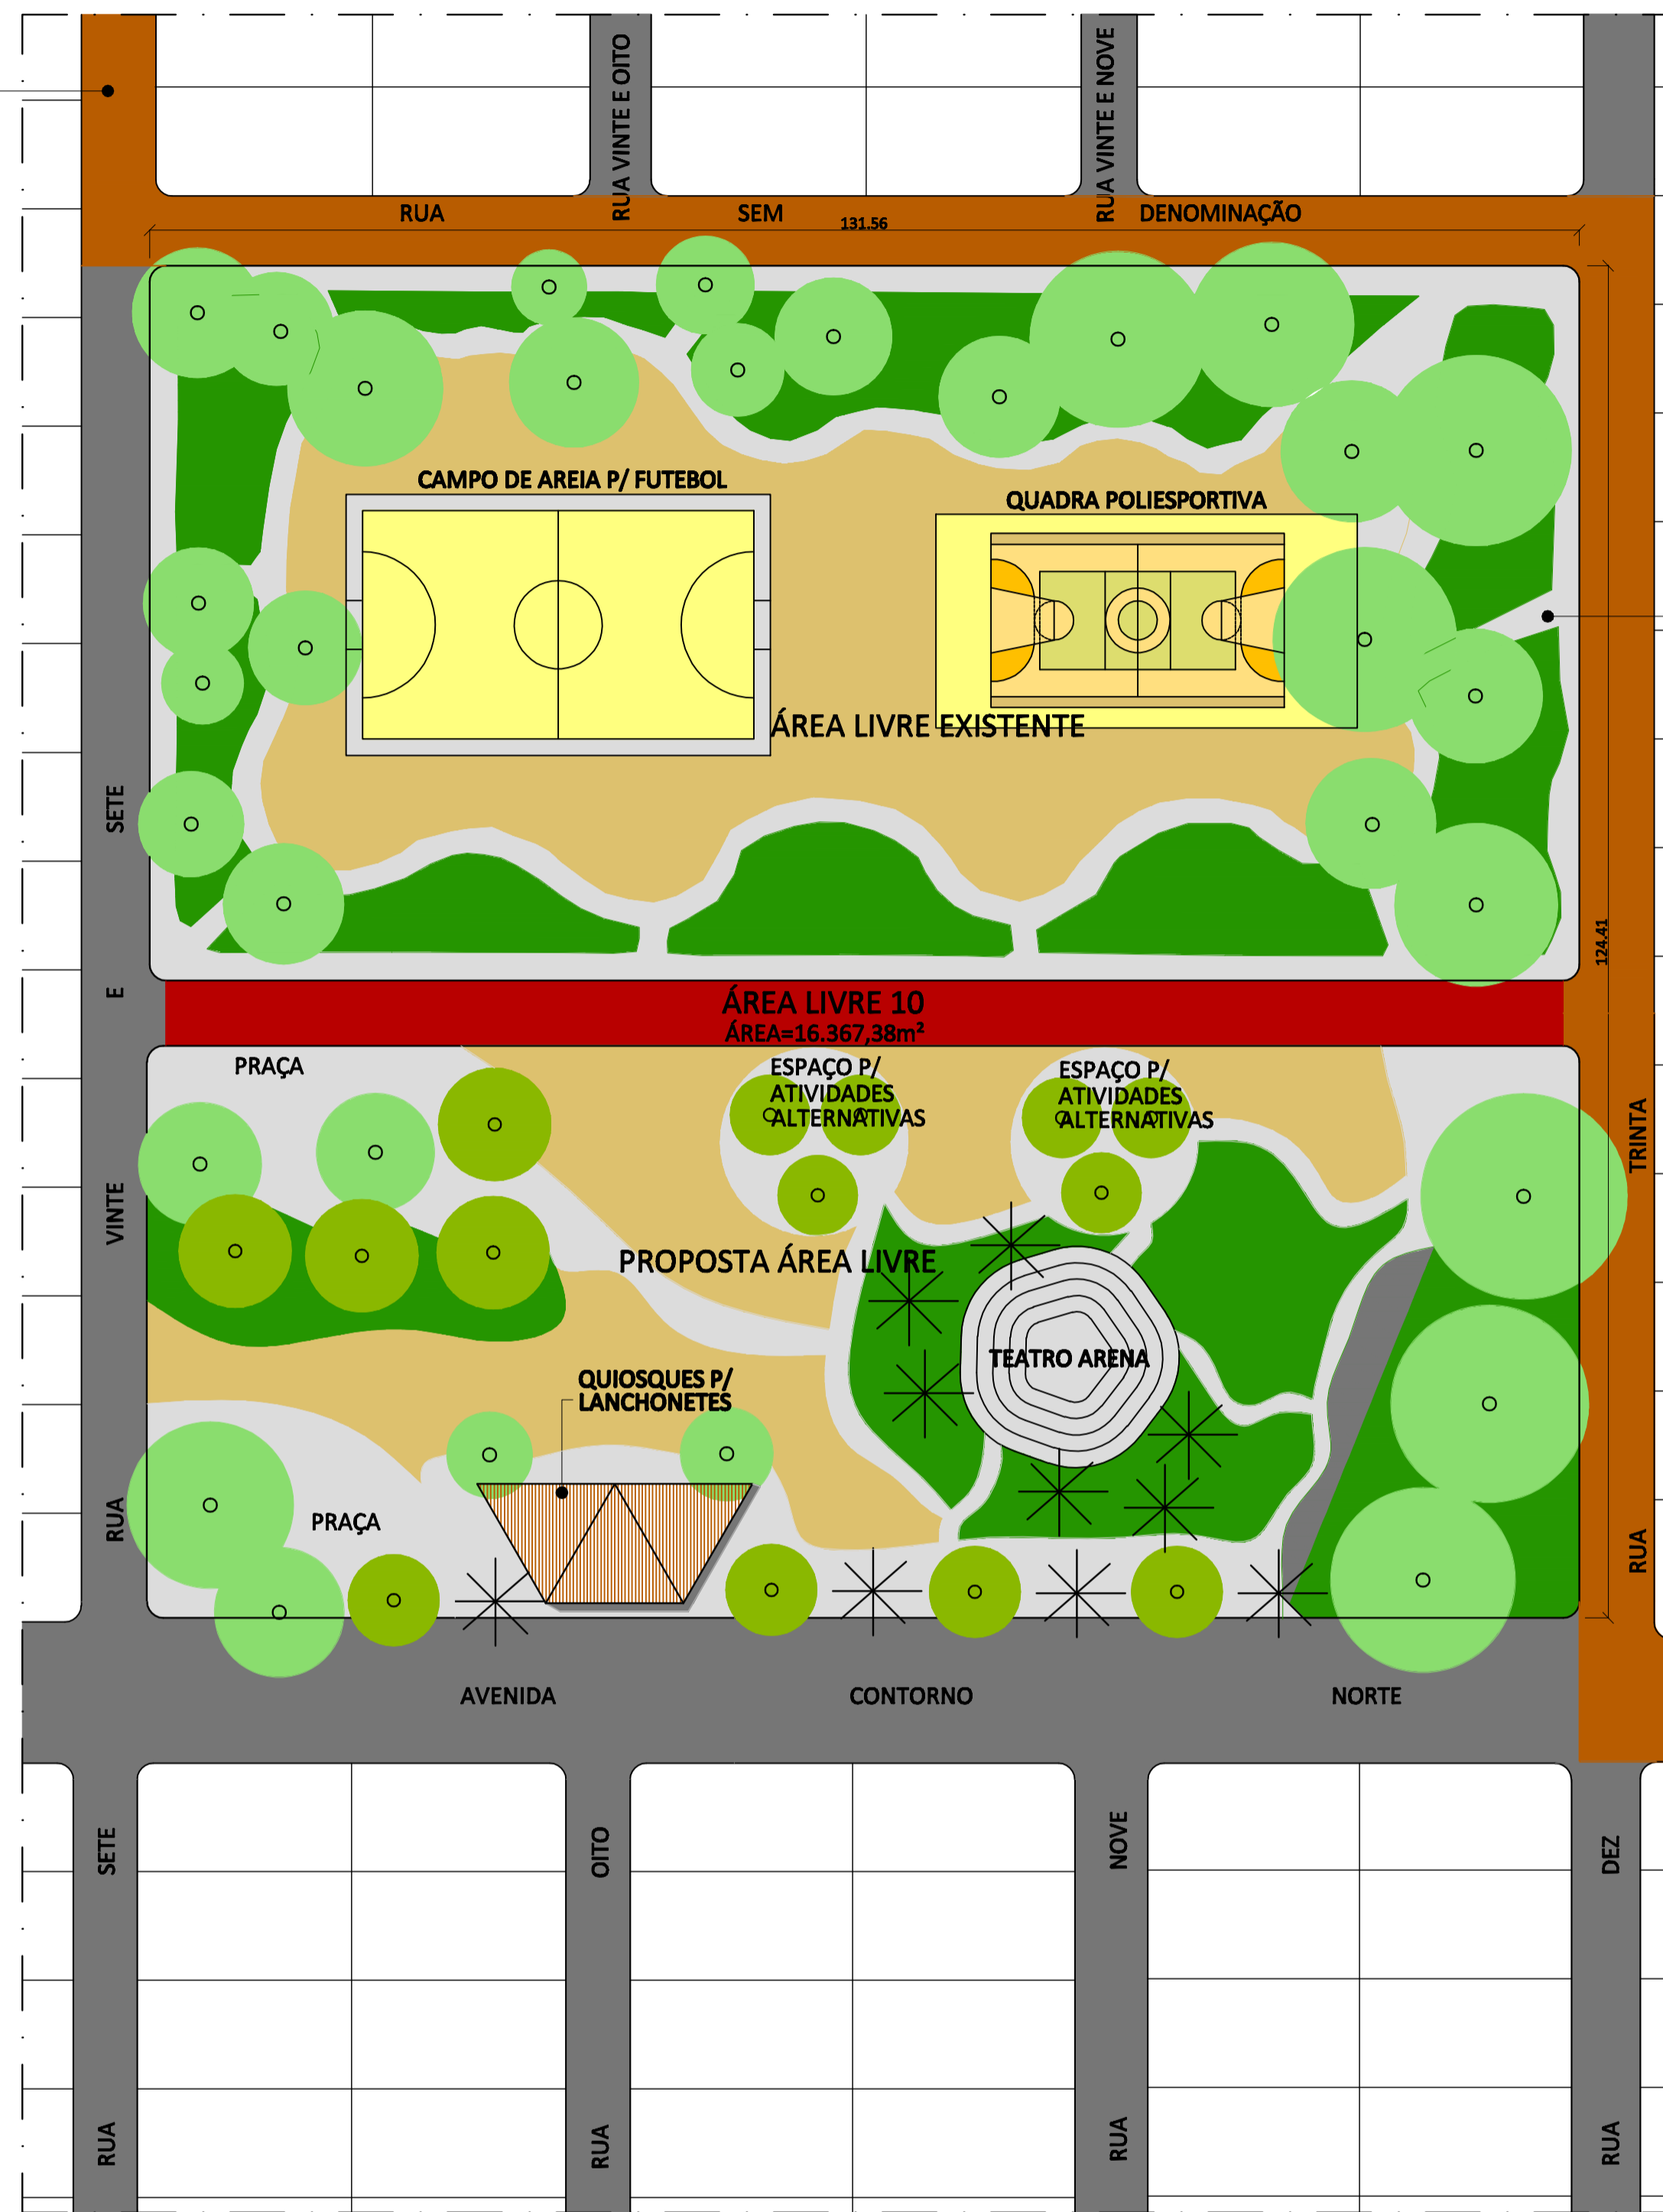 RUA VINTE E OITO
RUA VINTE E NOVE
RUA SEM DENOMINAÇÃO
131.56
CAMPO DE AREIA P/ FUTEBOL
QUADRA POLIESPORTIVA
ÁREA LIVRE EXISTENTE
RUA VINTE E SETE
124.41
ÁREA LIVRE 10
ÁREA=16.367,38m²
PRAÇA
ESPAÇO P/
ATIVIDADES
ALTERNATIVAS
ESPAÇO P/
ATIVIDADES
ALTERNATIVAS
RUA TRINTA
PROPOSTA ÁREA LIVRE
TEATRO ARENA
QUIOSQUES P/
LANCHONETES
PRAÇA
AVENIDA CONTORNO NORTE
RUA SETE
RUA OITO
RUA NOVE
RUA DEZ